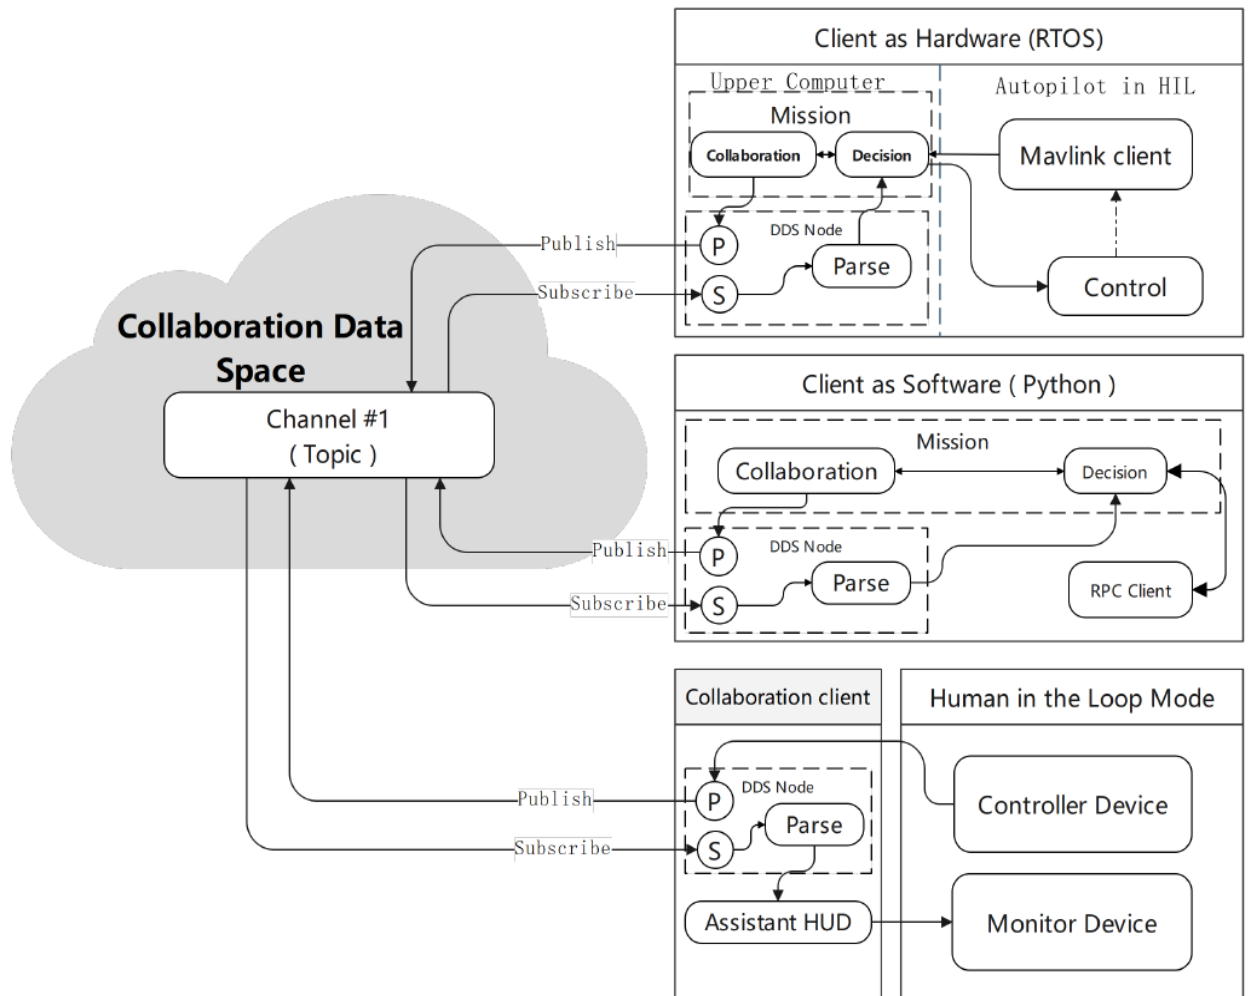 Client as Hardware (RTOS)
Upper Computer
Autopilot in HIL
Mission
Collaboration
Decision
Mavlink client
DDS Node
P
Parse
S
Control
Publish
Subscribe
Collaboration Data
Space
Channel #1
( Topic )
Client as Software ( Python )
Mission
Collaboration
Decision
DDS Node
P
Parse
S
RPC Client
Publish
Subscribe
Collaboration client
Human in the Loop Mode
DDS Node
P
Parse
S
Controller Device
Publish
Subscribe
Assistant HUD
Monitor Device